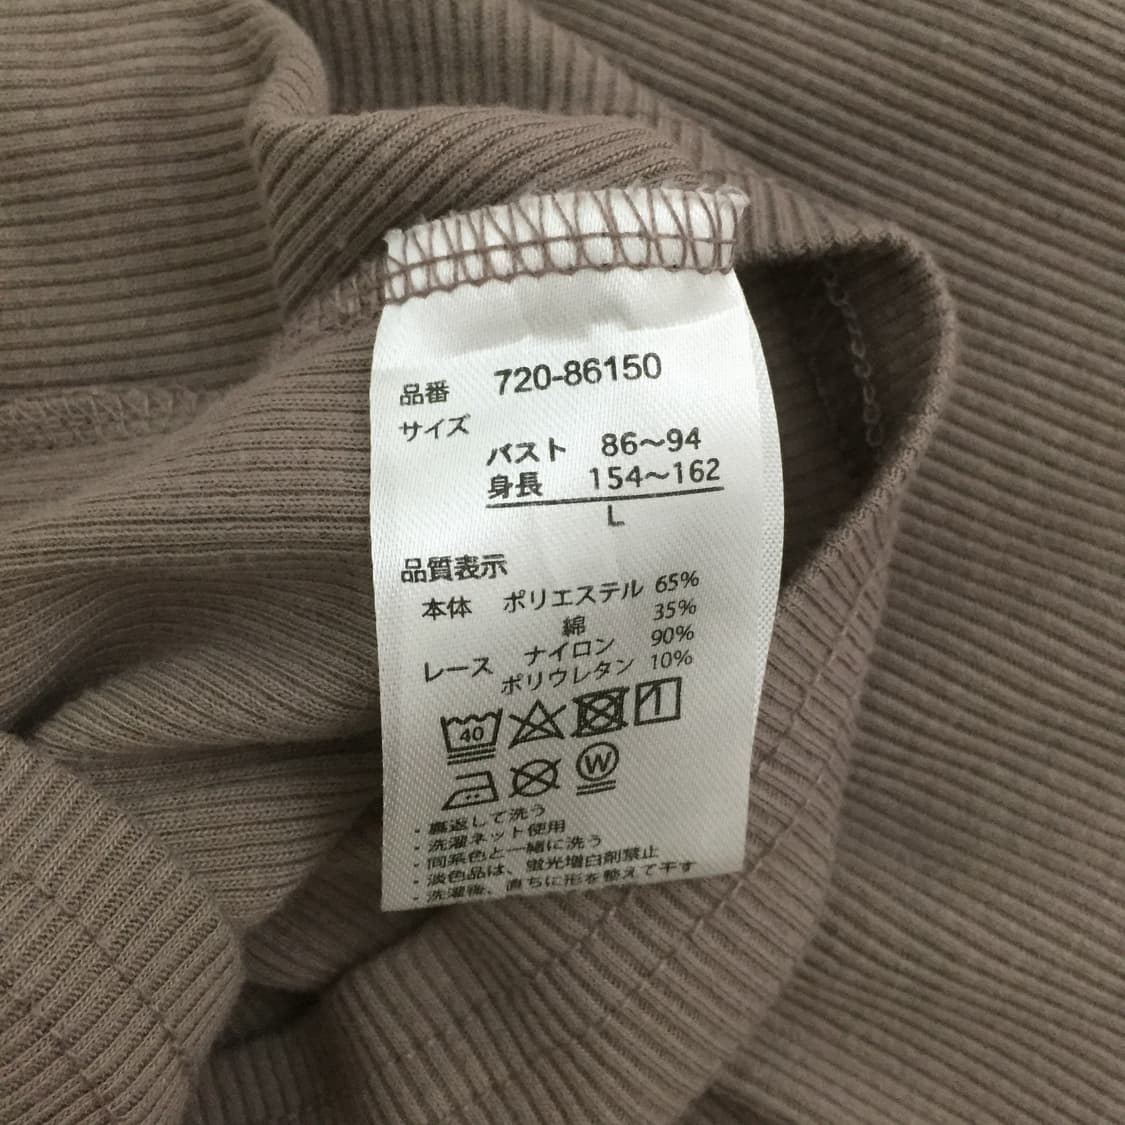 品番 720-86150
サイズ
バスト 86～94
身長 154～162
L
品質表示
本体 ポリエステル 65%
綿 35%
レース ナイロン 90%
ポリウレタン 10%
40
W
・裏返して洗う
・洗濯ネット使用
・同系色と一緒に洗う
・淡色品は、蛍光増白剤禁止
・洗濯後、直ちに形を整えて干す